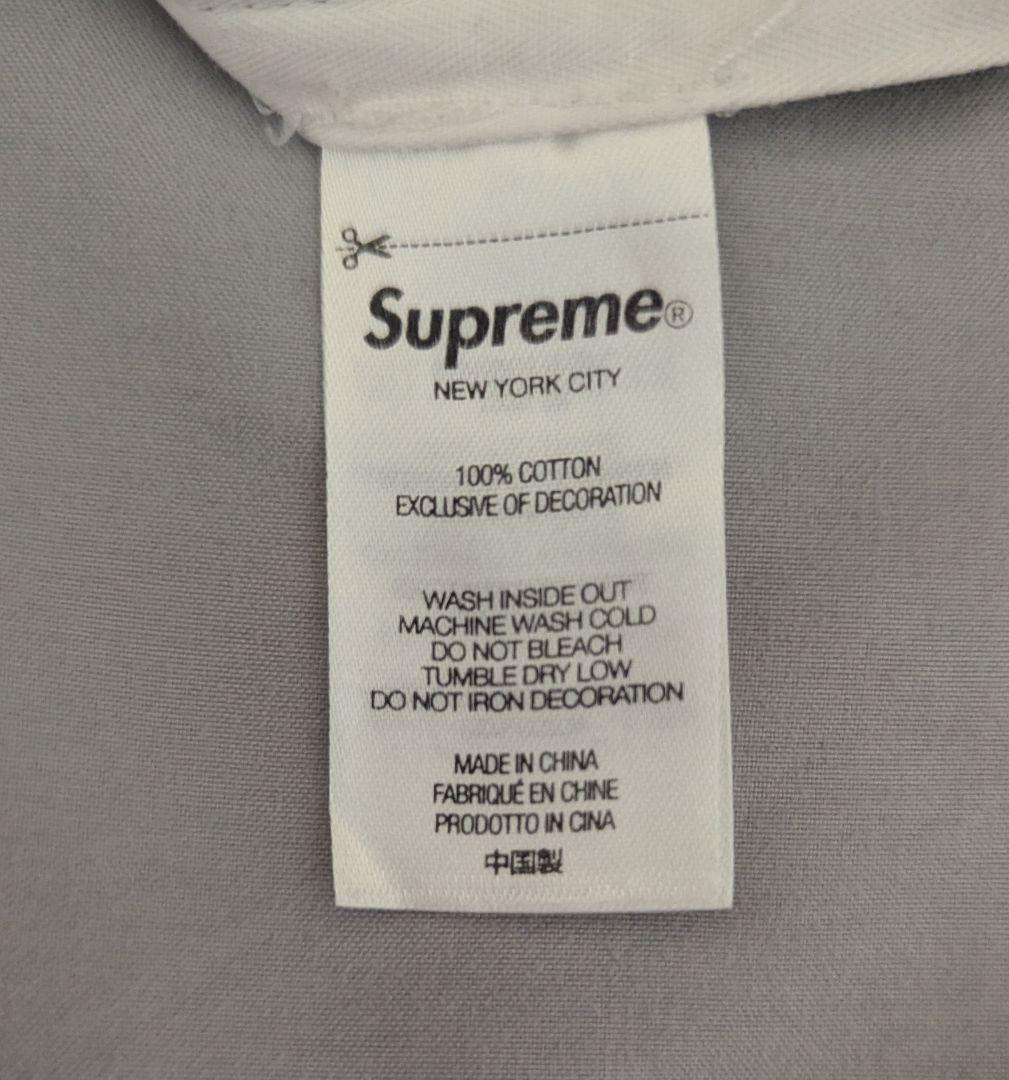 Supreme®
NEW YORK CITY
100% COTTON
EXCLUSIVE OF DECORATION
WASH INSIDE OUT
MACHINE WASH COLD
DO NOT BLEACH
TUMBLE DRY LOW
DO NOT IRON DECORATION
MADE IN CHINA
FABRIQUÉ EN CHINE
PRODOTTO IN CINA
中国製